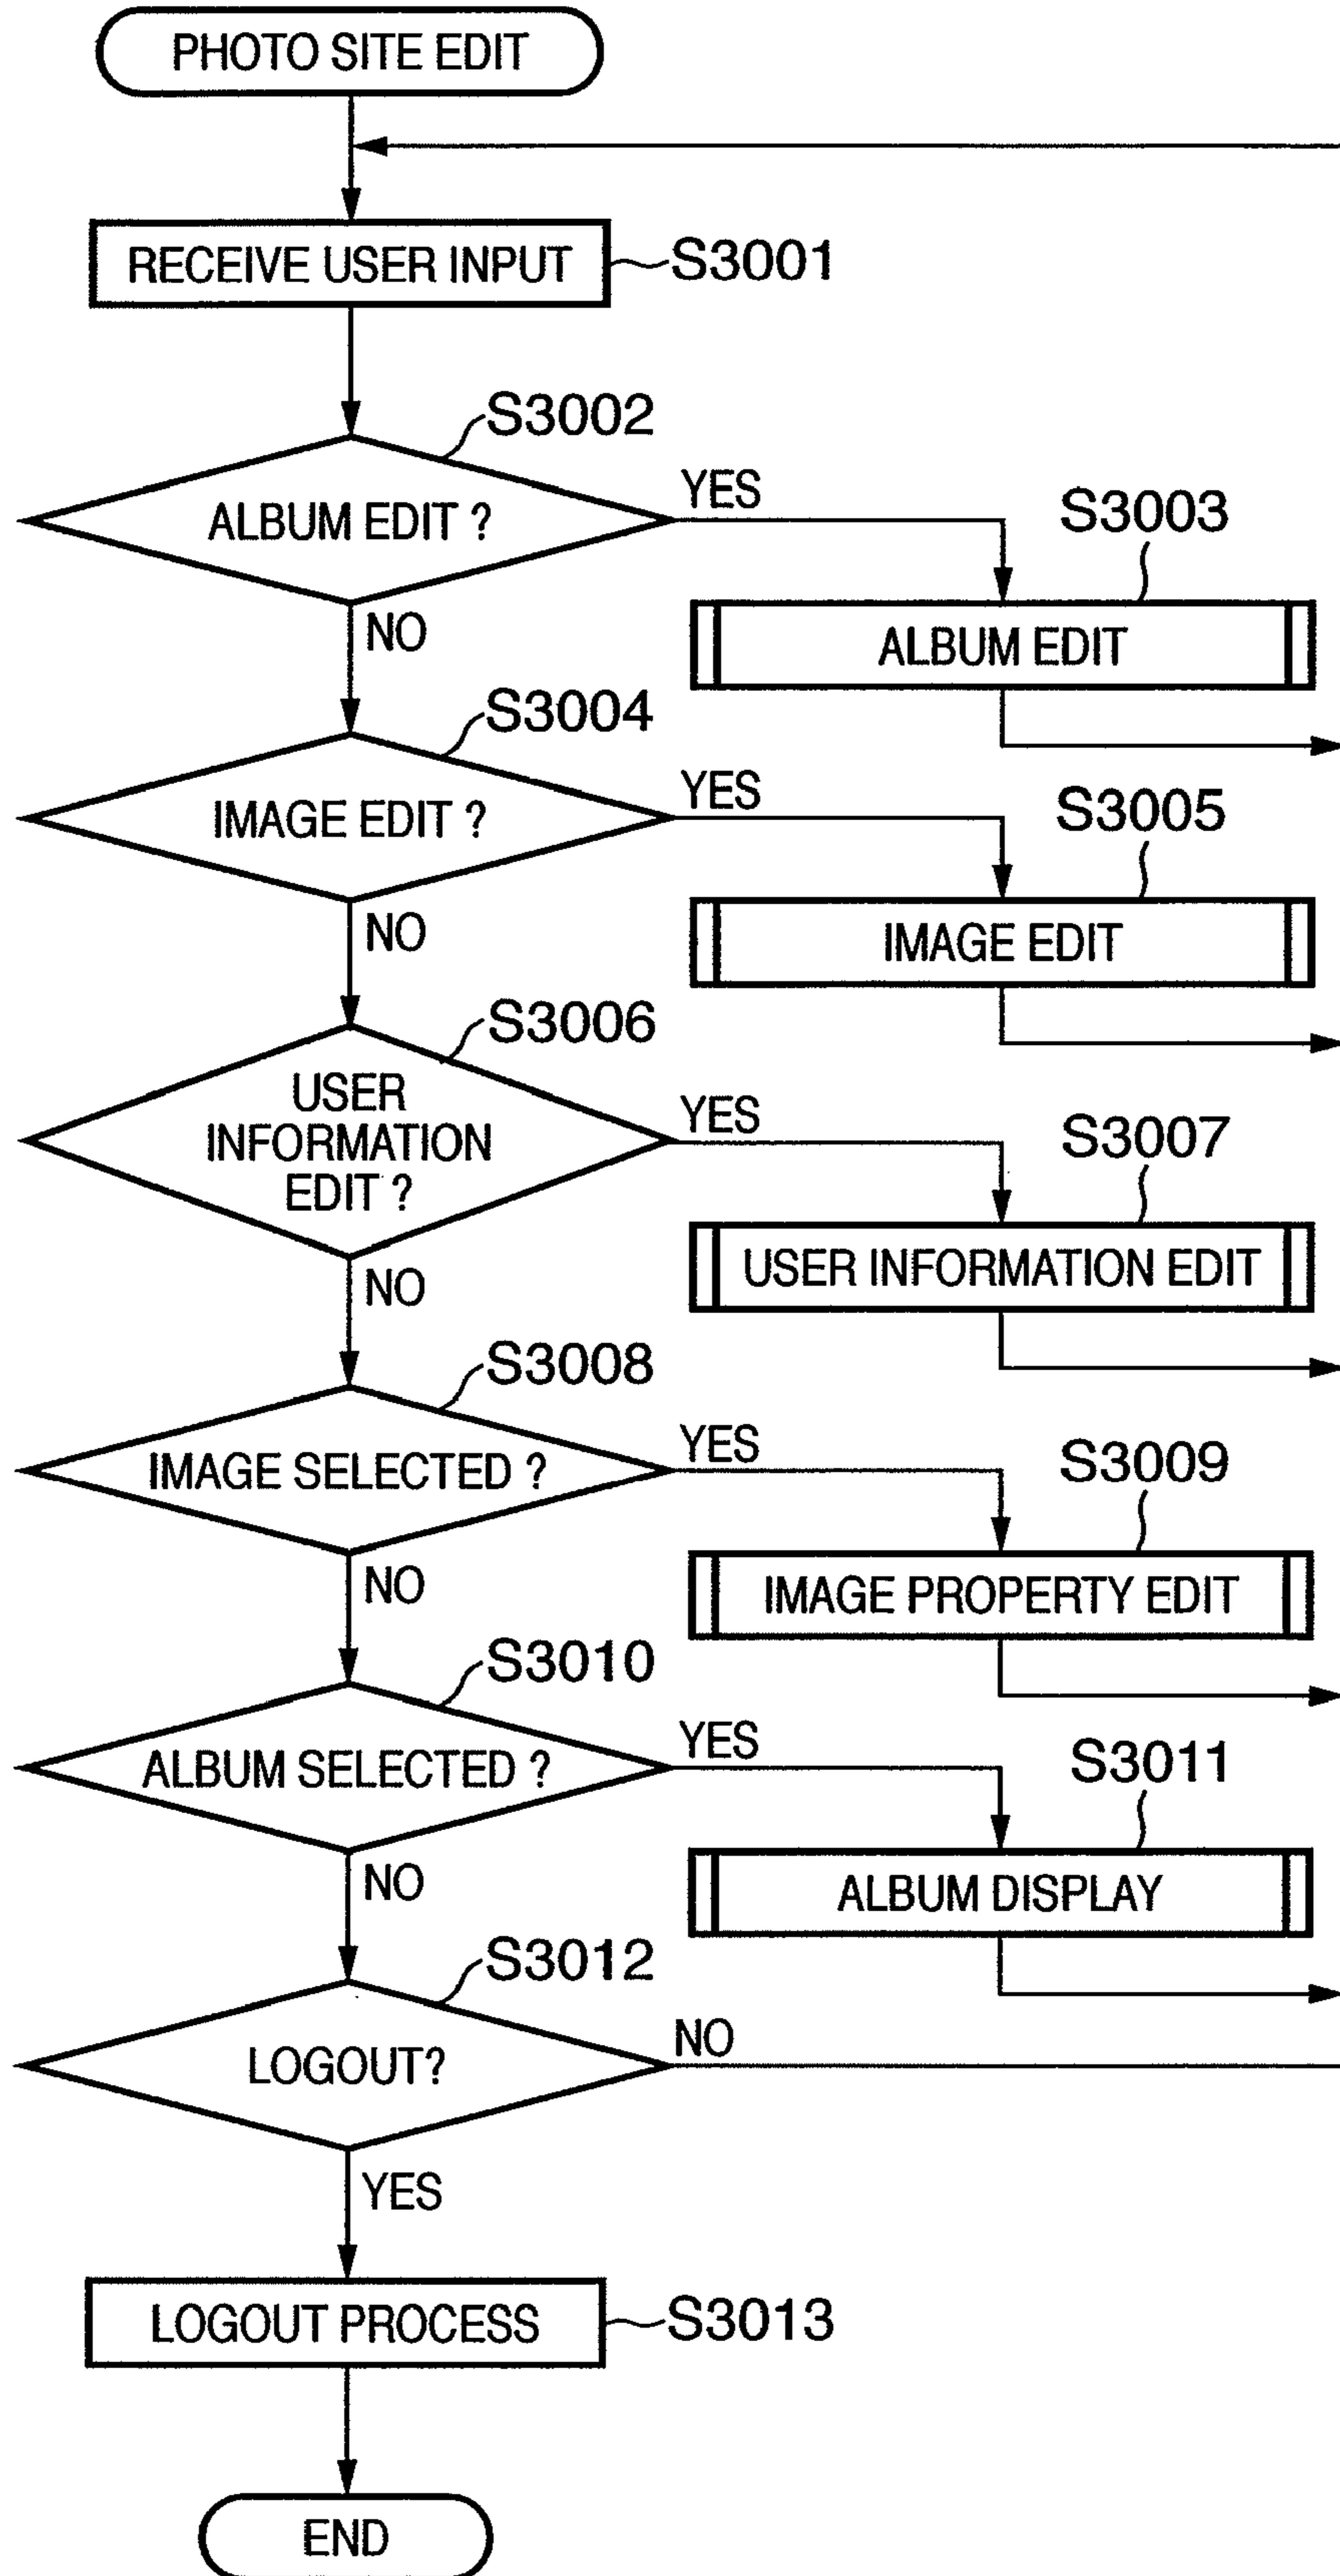 PHOTO SITE EDIT
RECEIVE USER INPUT
S3001
S3002
ALBUM EDIT ?
YES
NO
S3003
ALBUM EDIT
S3004
IMAGE EDIT ?
YES
NO
S3005
IMAGE EDIT
S3006
USER
INFORMATION
EDIT ?
YES
NO
S3007
USER INFORMATION EDIT
S3008
IMAGE SELECTED ?
YES
NO
S3009
IMAGE PROPERTY EDIT
S3010
ALBUM SELECTED ?
YES
NO
S3011
ALBUM DISPLAY
S3012
LOGOUT?
NO
YES
LOGOUT PROCESS
S3013
END